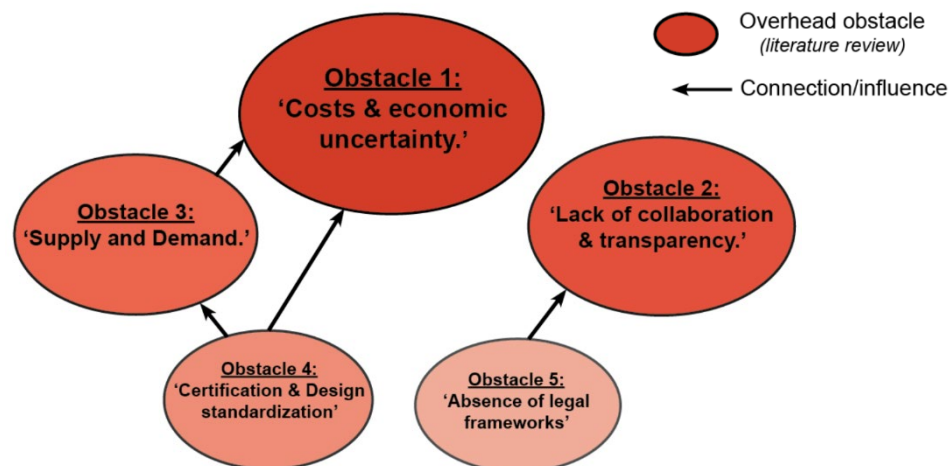 Overhead obstacle
(literature review)
Connection/influence
Obstacle 1:
‘Costs & economic
uncertainty.’
Obstacle 2:
‘Lack of collaboration
& transparency.’
Obstacle 3:
‘Supply and Demand.’
Obstacle 4:
‘Certification & Design
standardization’
Obstacle 5:
‘Absence of legal
frameworks’